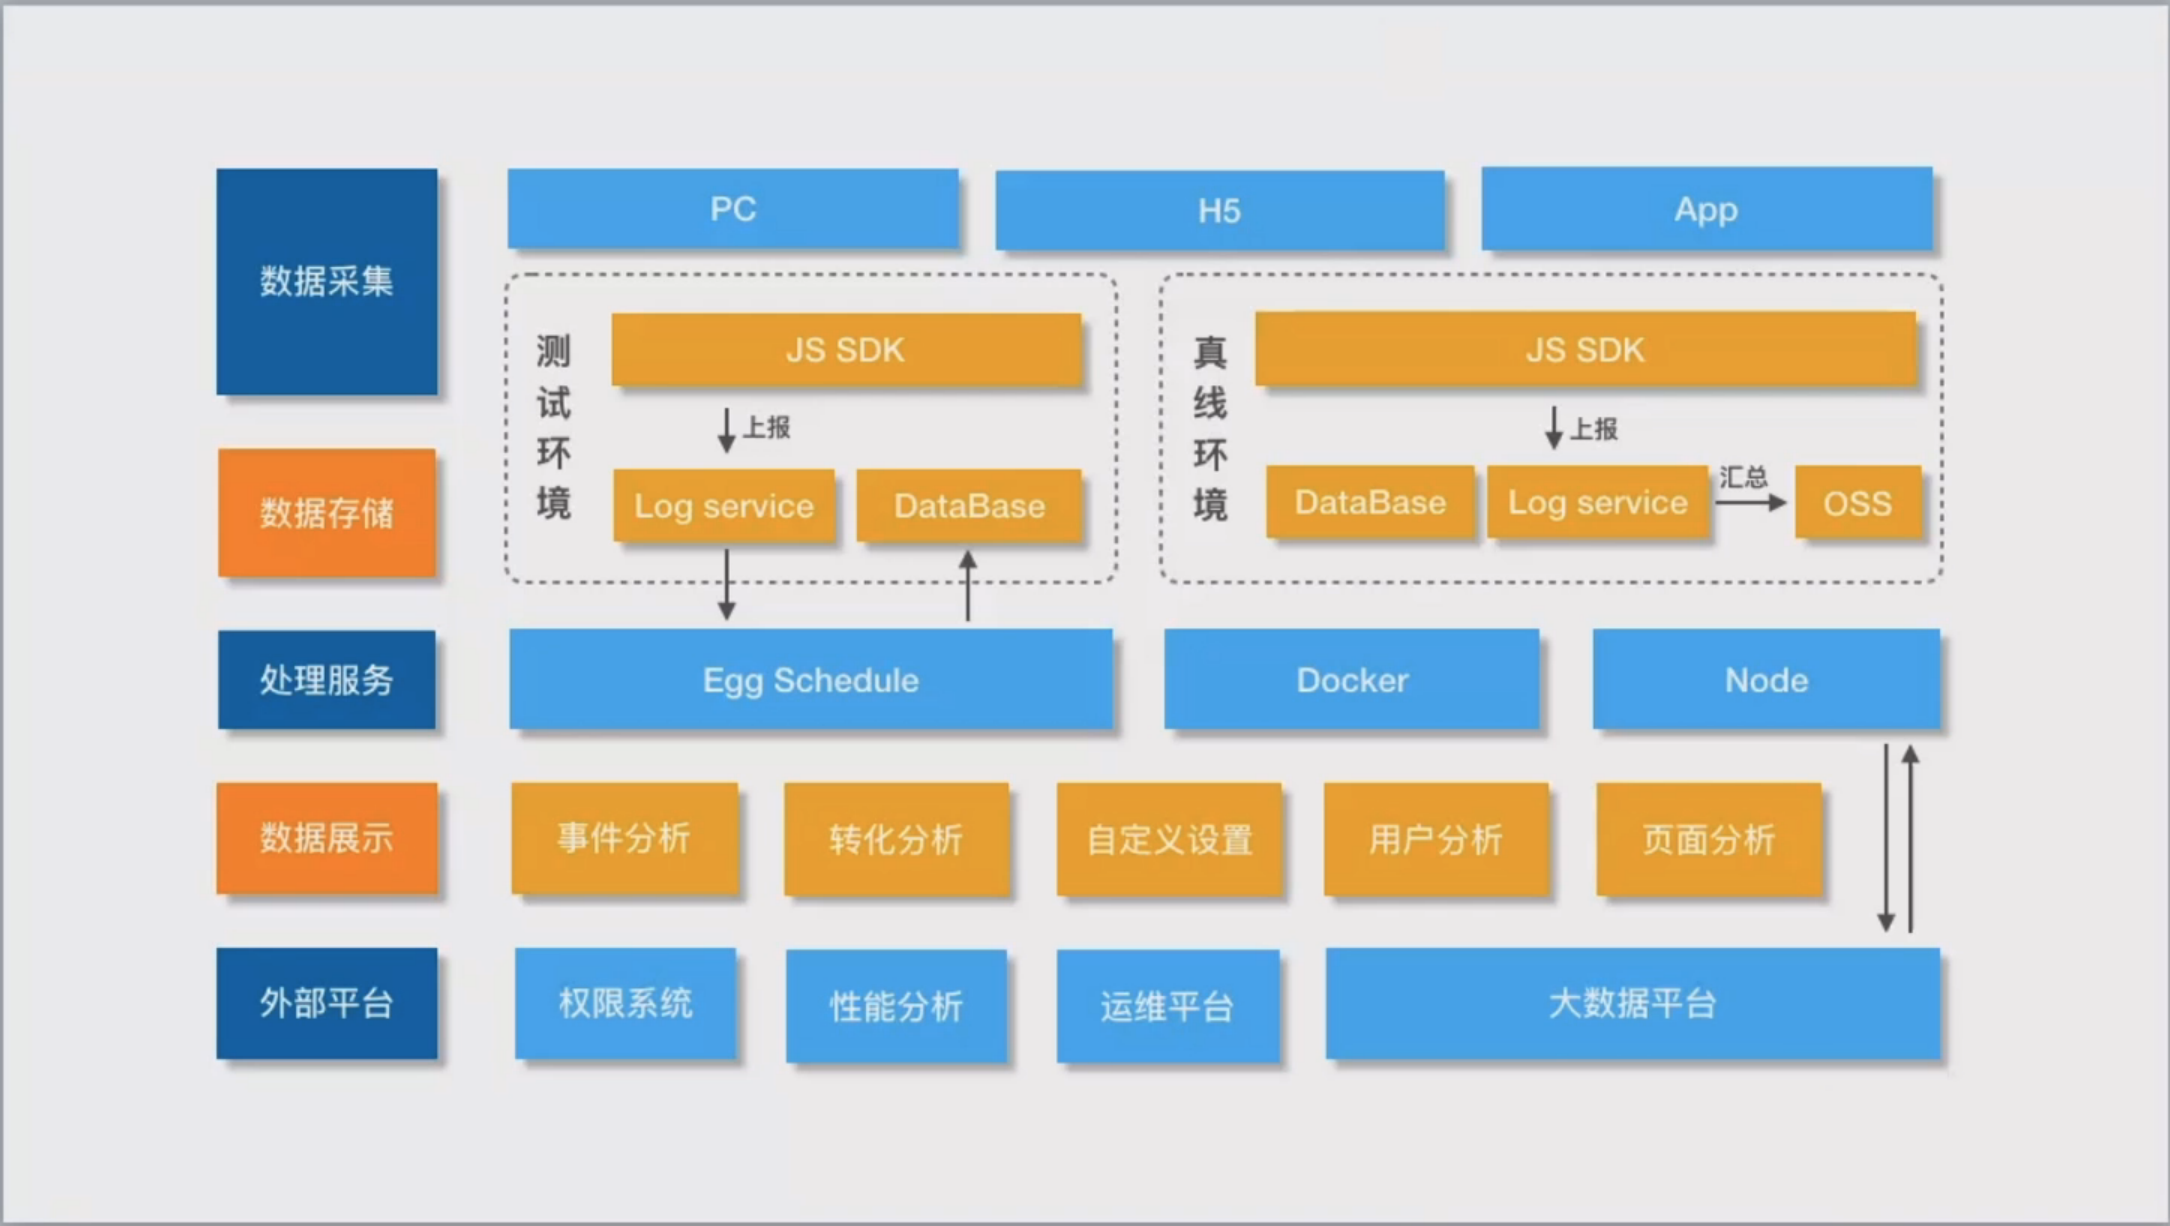 数据采集
PC
H5
App
测试环境
JS SDK
上报
Log service
DataBase
真线环境
JS SDK
上报
DataBase
Log service
汇总
OSS
数据存储
处理服务
Egg Schedule
Docker
Node
数据展示
事件分析
转化分析
自定义设置
用户分析
页面分析
外部平台
权限系统
性能分析
运维平台
大数据平台